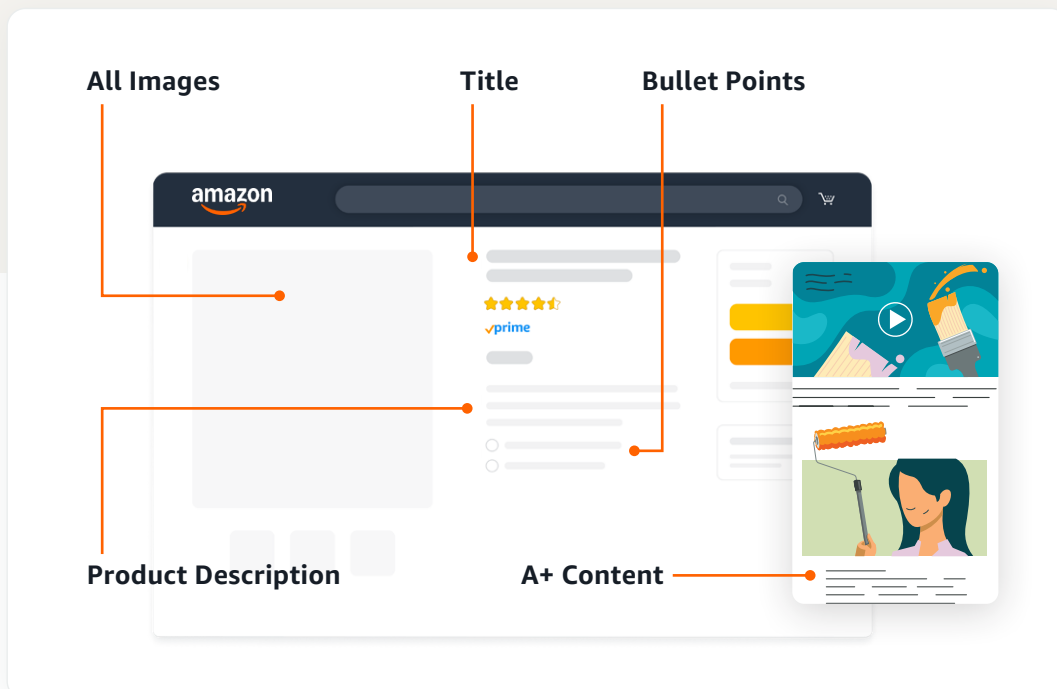 All Images
Title
Bullet Points
amazon
prime
Product Description
A+ Content